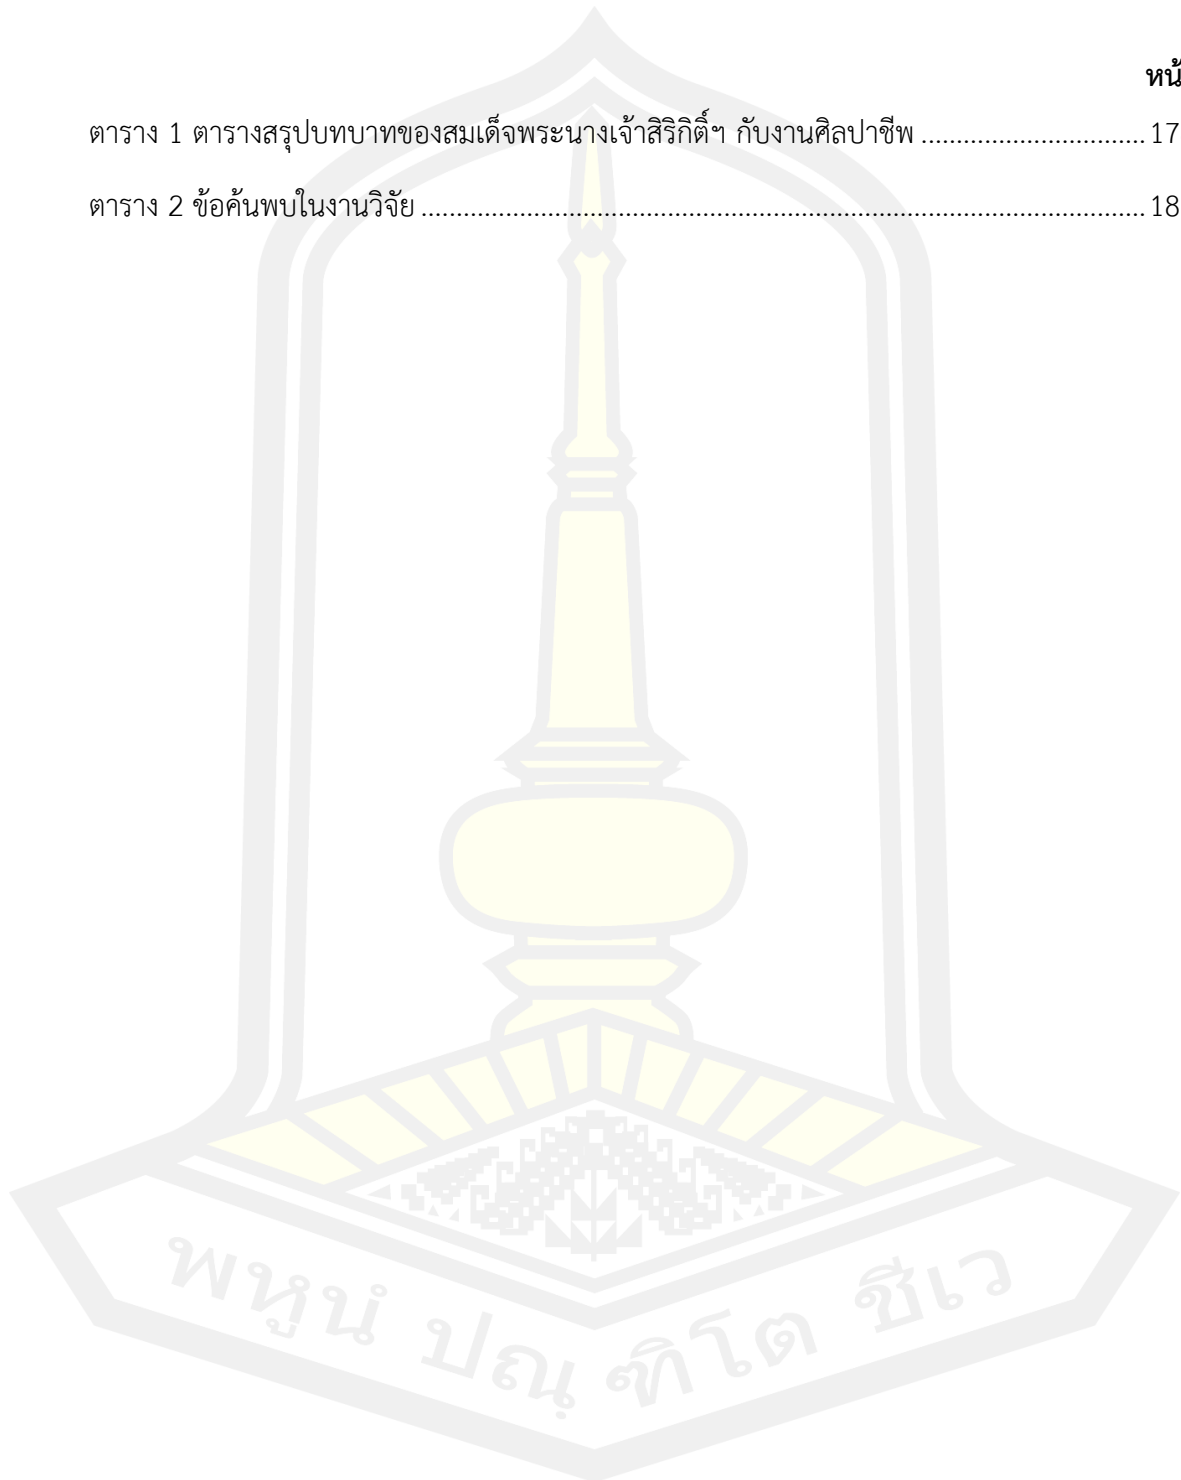 หน้
ตาราง 1 ตารางสรุปบทบาทของสมเด็จพระนางเจ้าสิริกิติ์ฯ กับงานศิลปาชีพ ................................ 17
ตาราง 2 ข้อค้นพบในงานวิจัย ....................................................................................................... 18
พหูนํ ปณฺฑิโต ชีเว